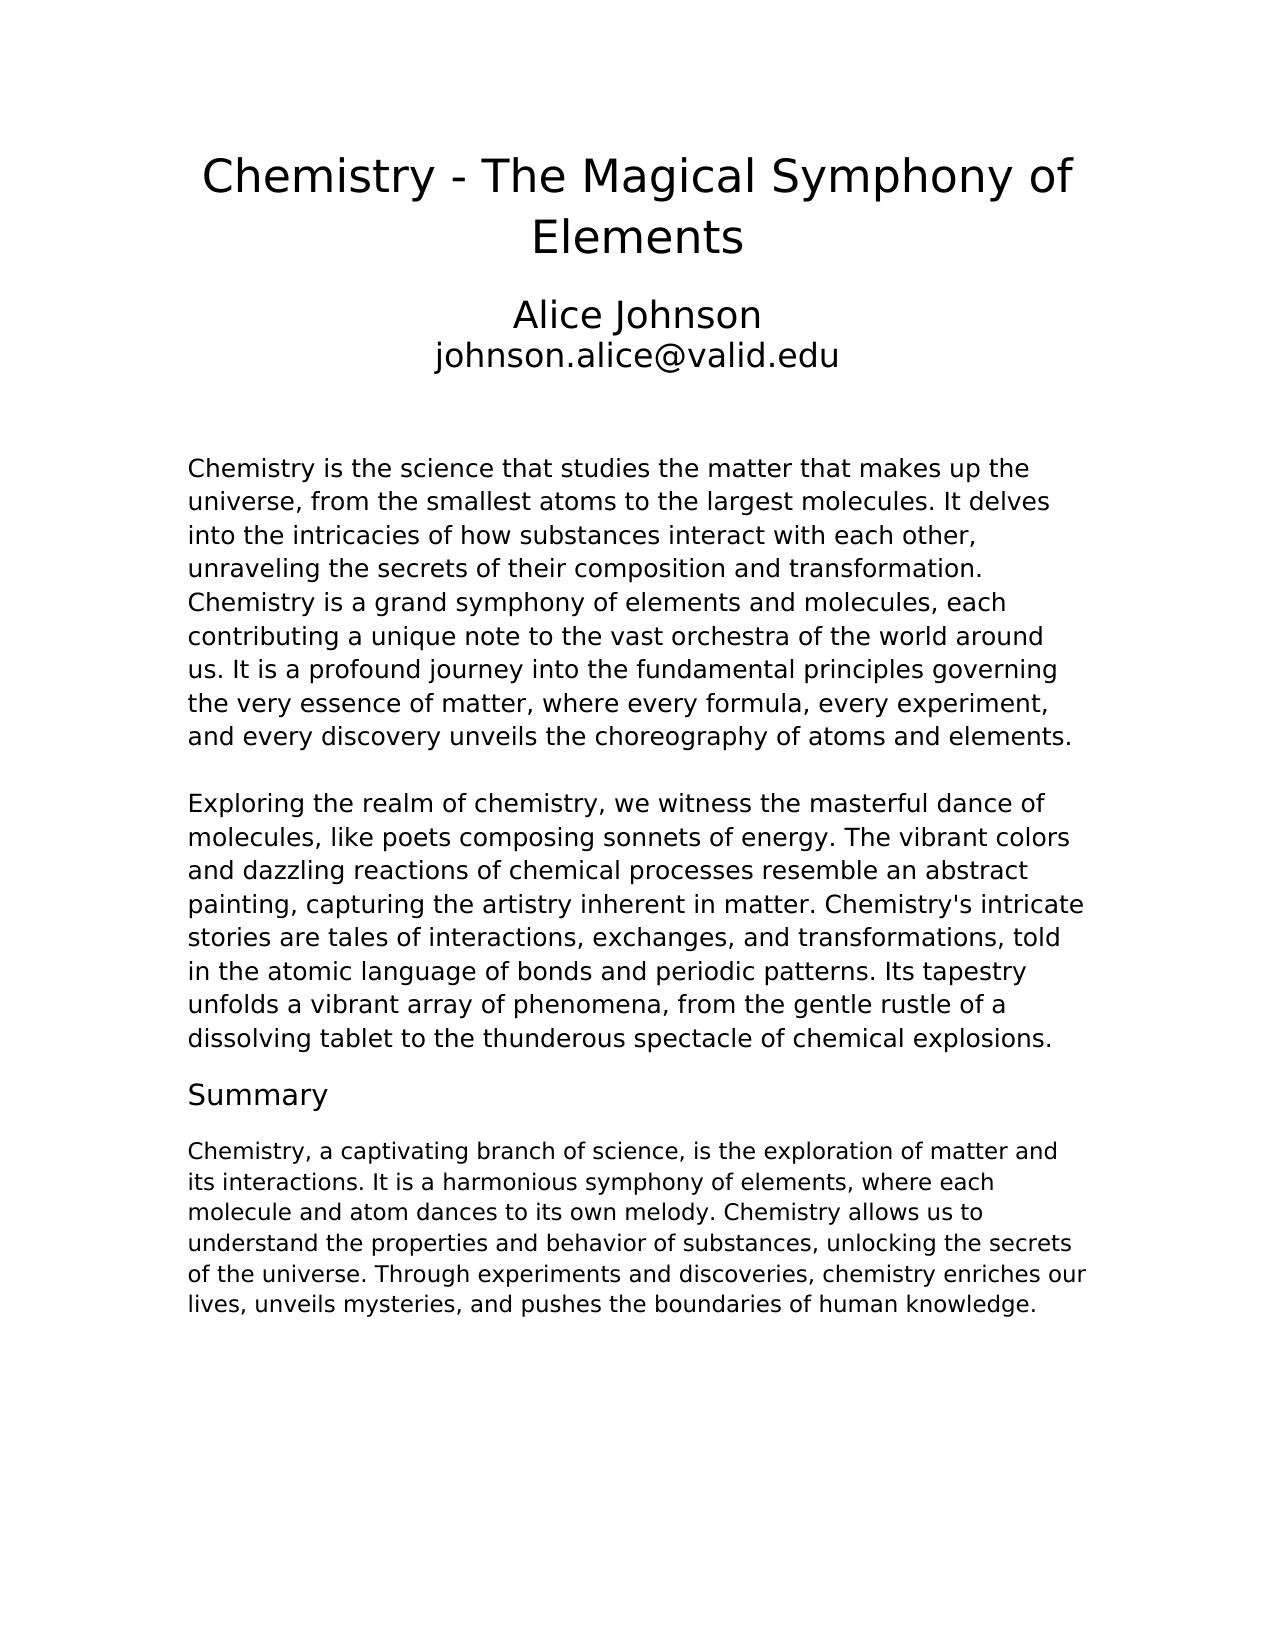 Chemistry - The Magical Symphony of
Elements
Alice Johnson
johnson.alice@valid.edu
Chemistry is the science that studies the matter that makes up the
universe, from the smallest atoms to the largest molecules. It delves
into the intricacies of how substances interact with each other,
unraveling the secrets of their composition and transformation.
Chemistry is a grand symphony of elements and molecules, each
contributing a unique note to the vast orchestra of the world around
us. It is a profound journey into the fundamental principles governing
the very essence of matter, where every formula, every experiment,
and every discovery unveils the choreography of atoms and elements.
Exploring the realm of chemistry, we witness the masterful dance of
molecules, like poets composing sonnets of energy. The vibrant colors
and dazzling reactions of chemical processes resemble an abstract
painting, capturing the artistry inherent in matter. Chemistry's intricate
stories are tales of interactions, exchanges, and transformations, told
in the atomic language of bonds and periodic patterns. Its tapestry
unfolds a vibrant array of phenomena, from the gentle rustle of a
dissolving tablet to the thunderous spectacle of chemical explosions.
Summary
Chemistry, a captivating branch of science, is the exploration of matter and
its interactions. It is a harmonious symphony of elements, where each
molecule and atom dances to its own melody. Chemistry allows us to
understand the properties and behavior of substances, unlocking the secrets
of the universe. Through experiments and discoveries, chemistry enriches our
lives, unveils mysteries, and pushes the boundaries of human knowledge.